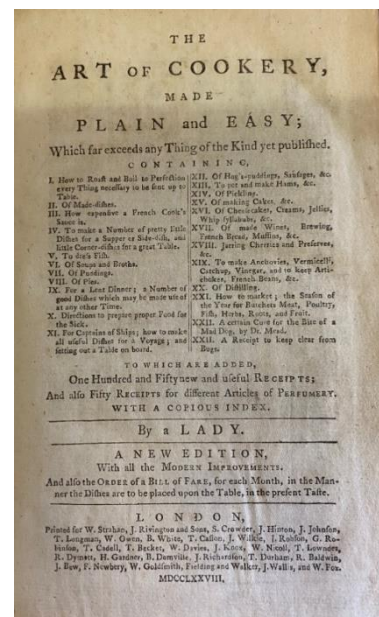 THE
ART OF COOKERY,
MADE
PLAIN and EASY;
Which far exceeds any Thing of the Kind yet published.
CONTAINING,
I. How to Roast and Boil to Perfection
every Thing necessary to be sent up to
Table.
II. Of Made-dishes.
III. How expensive a French Cook's
Sauce is.
IV. To make a Number of pretty little
Dishes for a Supper or Side-dish, and
little Corner-dishes for a great Table.
V. To dress Fish.
VI. Of Soups and Broths.
VII. Of Puddings.
VIII. Of Pies.
IX. For a Lent Dinner; a Number of
good Dishes which may be made use of
at any other Time.
X. Directions to prepare proper Food for
the Sick.
XI. For Captains of Ships; how to make
all useful Dishes for a Voyage; and
setting out a Table on board.
XII. Of Hog's-puddings, Sausages, &c.
XIII. To pot and make Hams, &c.
XIV. Of Pickling.
XV. Of making Cakes, &c.
XVI. Of Cheesecakes, Creams, Jellies,
Whip-syllabubs, &c.
XVII. Of made Wines, Brewing,
French Bread, Muffins, &c.
XVIII. Jarring Cherries and Preserves,
&c.
XIX. To make Anchovies, Vermicelli,
Catchup, Vinegar, and to keep Arti-
chokes, French Beans, &c.
XX. Of Distilling.
XXI. How to market; the Season of
the Year for Butchers Meat, Poultry,
Fish, Herbs, Roots, and Fruit.
XXII. A certain Cure for the Bite of a
Mad Dog, by Dr. Mead.
XXII. A Receipt to keep clear from
Bugs.
TO WHICH ARE ADDED,
One Hundred and Fifty new and useful RECEIPTS;
And also Fifty RECEIPTS for different Articles of PERFUMERY.
WITH A COPIOUS INDEX.
By a LADY.
A NEW EDITION,
With all the MODERN IMPROVEMENTS.
And also the ORDER of a BILL of FARE, for each Month, in the Man-
ner the Dishes are to be placed upon the Table, in the present Taste.
LONDON,
Printed for W. Strahan, J. Rivington and Sons, S. Crowder, J. Hinton, J. Johnson,
T. Longman, W. Owen, B. White, T. Caslon, J. Wilkie, J. Robson, G. Ro-
binson, T. Cadell, T. Becket, W. Davies, J. Knox, W. Nicoll, T. Lowndes,
R. Dymott, H. Gardner, B. Domville, J. Richardson, T. Durham, R. Baldwin,
J. Bew, F. Newbery, W. Goldsmith, Fielding and Walker, J. Wallis, and W. Fox.
MDCCLXXVIII.